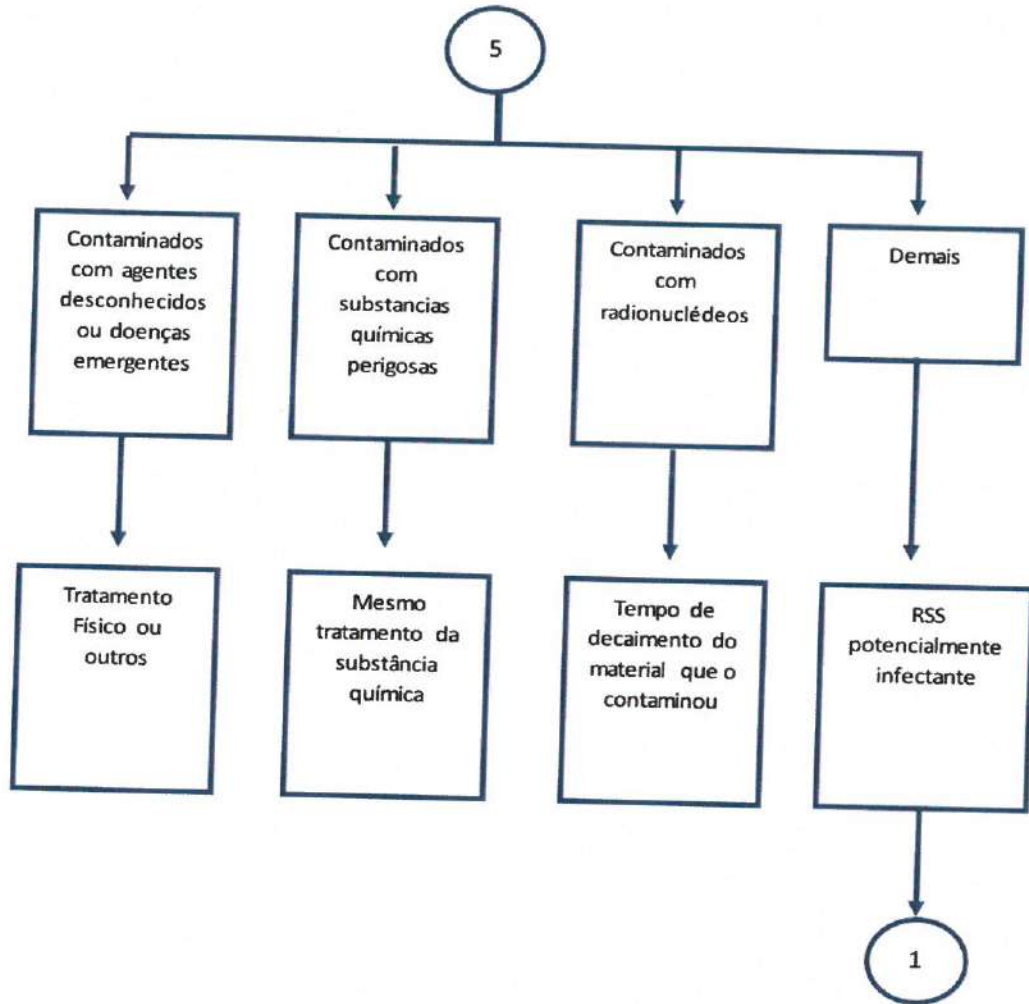 5
Contaminados
com agentes
desconhecidos
ou doenças
emergentes
Contaminados
com
substancias
químicas
perigosas
Contaminados
com
radionuclédeos
Demais
Tratamento
Físico ou
outros
Mesmo
tratamento da
substância
química
Tempo de
decaimento do
material que o
contaminou
RSS
potencialmente
infectante
1